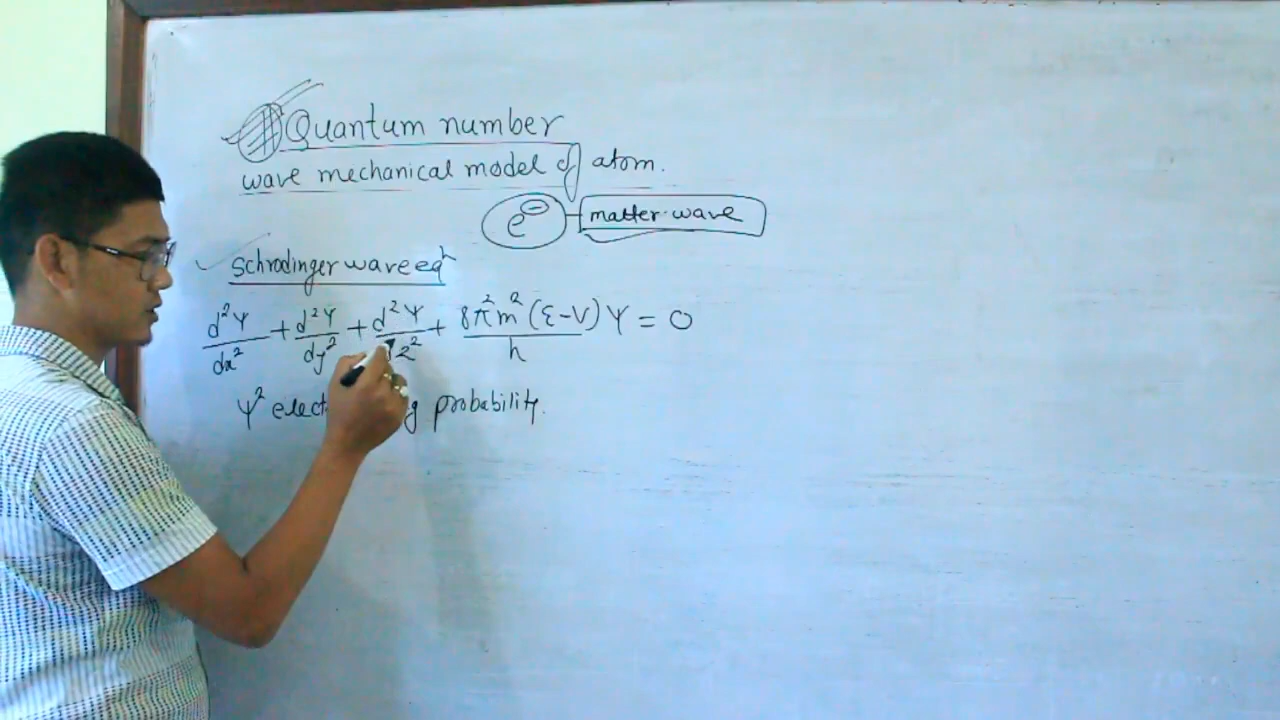 Quantum number
wave mechanical model of atom.
e⊖ matter wave
Schrodinger wave eqⁿ
d²Ψ/dx² + d²Ψ/dy² + d²Ψ/dz² + 8π²m²(E-V)/h Ψ = 0
Ψ² probability.